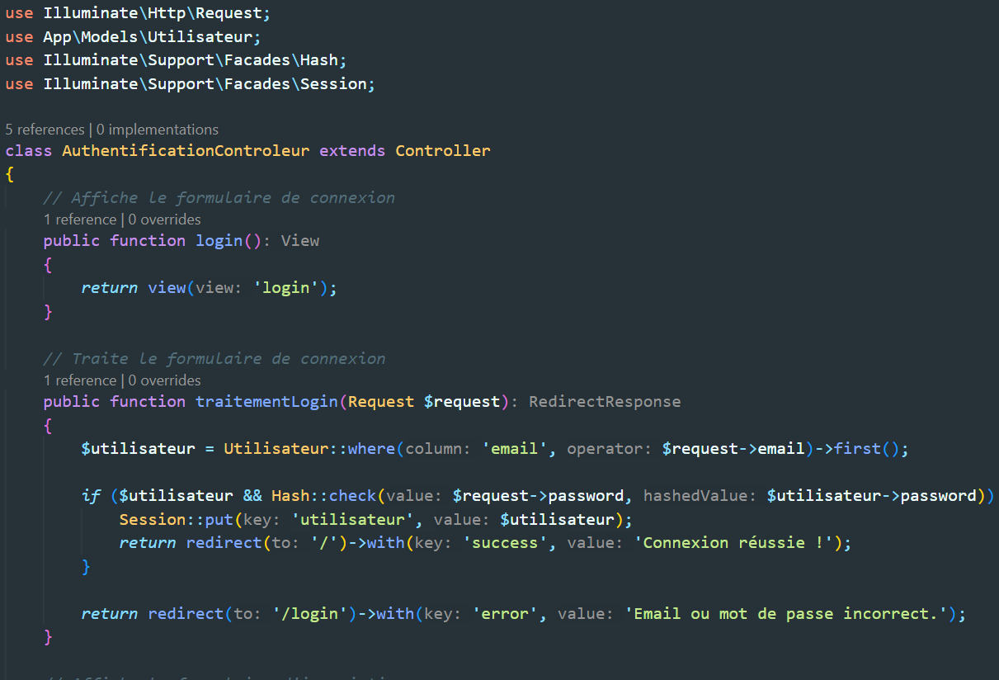 use Illuminate\Http\Request;
use App\Models\Utilisateur;
use Illuminate\Support\Facades\Hash;
use Illuminate\Support\Facades\Session;
5 references | 0 implementations
class AuthentificationControleur extends Controller
{
// Affiche le formulaire de connexion
1 reference | 0 overrides
public function login(): View
{
return view(view: 'login');
}
// Traite le formulaire de connexion
1 reference | 0 overrides
public function traitementLogin(Request $request): RedirectResponse
{
$utilisateur = Utilisateur::where(column: 'email', operator: $request->email)->first();
if ($utilisateur && Hash::check(value: $request->password, hashedValue: $utilisateur->password))
Session::put(key: 'utilisateur', value: $utilisateur);
return redirect(to: '/')->with(key: 'success', value: 'Connexion réussie !');
}
return redirect(to: '/login')->with(key: 'error', value: 'Email ou mot de passe incorrect.');
}